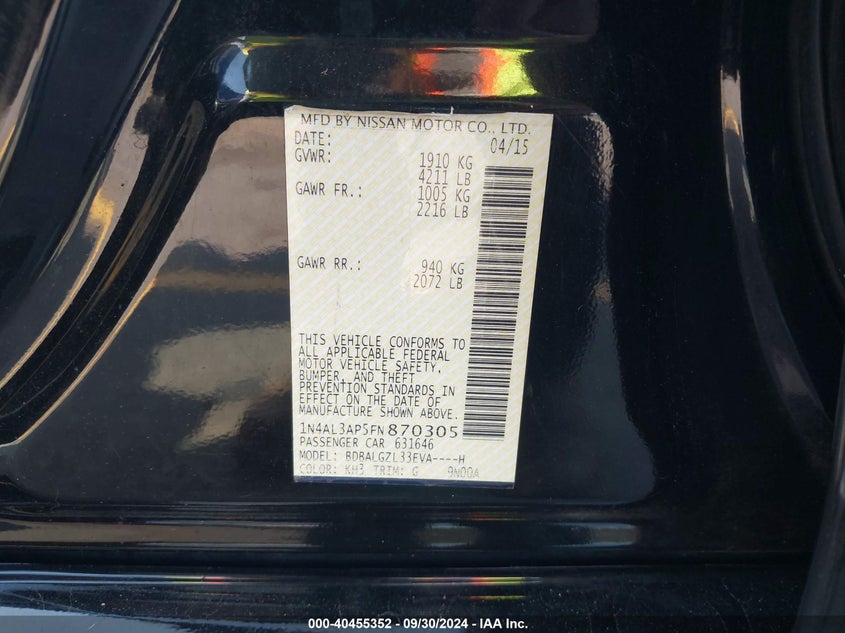 MFD BY NISSAN MOTOR CO., LTD.
DATE: 04/15
GVWR: 1910 KG
4211 LB
GAWR FR.: 1005 KG
2216 LB
GAWR RR.: 940 KG
2072 LB
THIS VEHICLE CONFORMS TO
ALL APPLICABLE FEDERAL
MOTOR VEHICLE SAFETY,
BUMPER, AND THEFT
PREVENTION STANDARDS IN
EFFECT ON THE DATE OF
MANUFACTURE SHOWN ABOVE.
1N4AL3AP5FN870305
PASSENGER CAR 631646
MODEL: BDBALGZL33EVA----H
COLOR: KH3 TRIM: G 9N00A
000-40455352 / 09/30/2024 - IAA Inc.